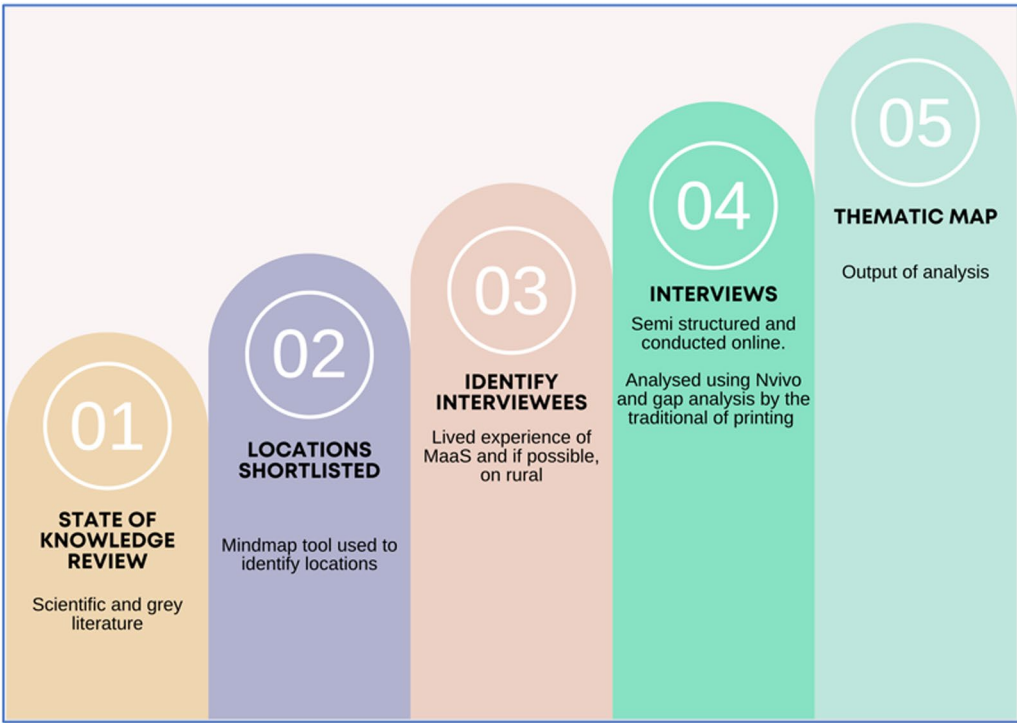 01
STATE OF
KNOWLEDGE
REVIEW
Scientific and grey
literature
02
LOCATIONS
SHORTLISTED
Mindmap tool used to
identify locations
03
IDENTIFY
INTERVIEWEES
Lived experience of
MaaS and if possible,
on rural
04
INTERVIEWS
Semi structured and
conducted online.
Analysed using Nvivo
and gap analysis by the
traditional of printing
05
THEMATIC MAP
Output of analysis